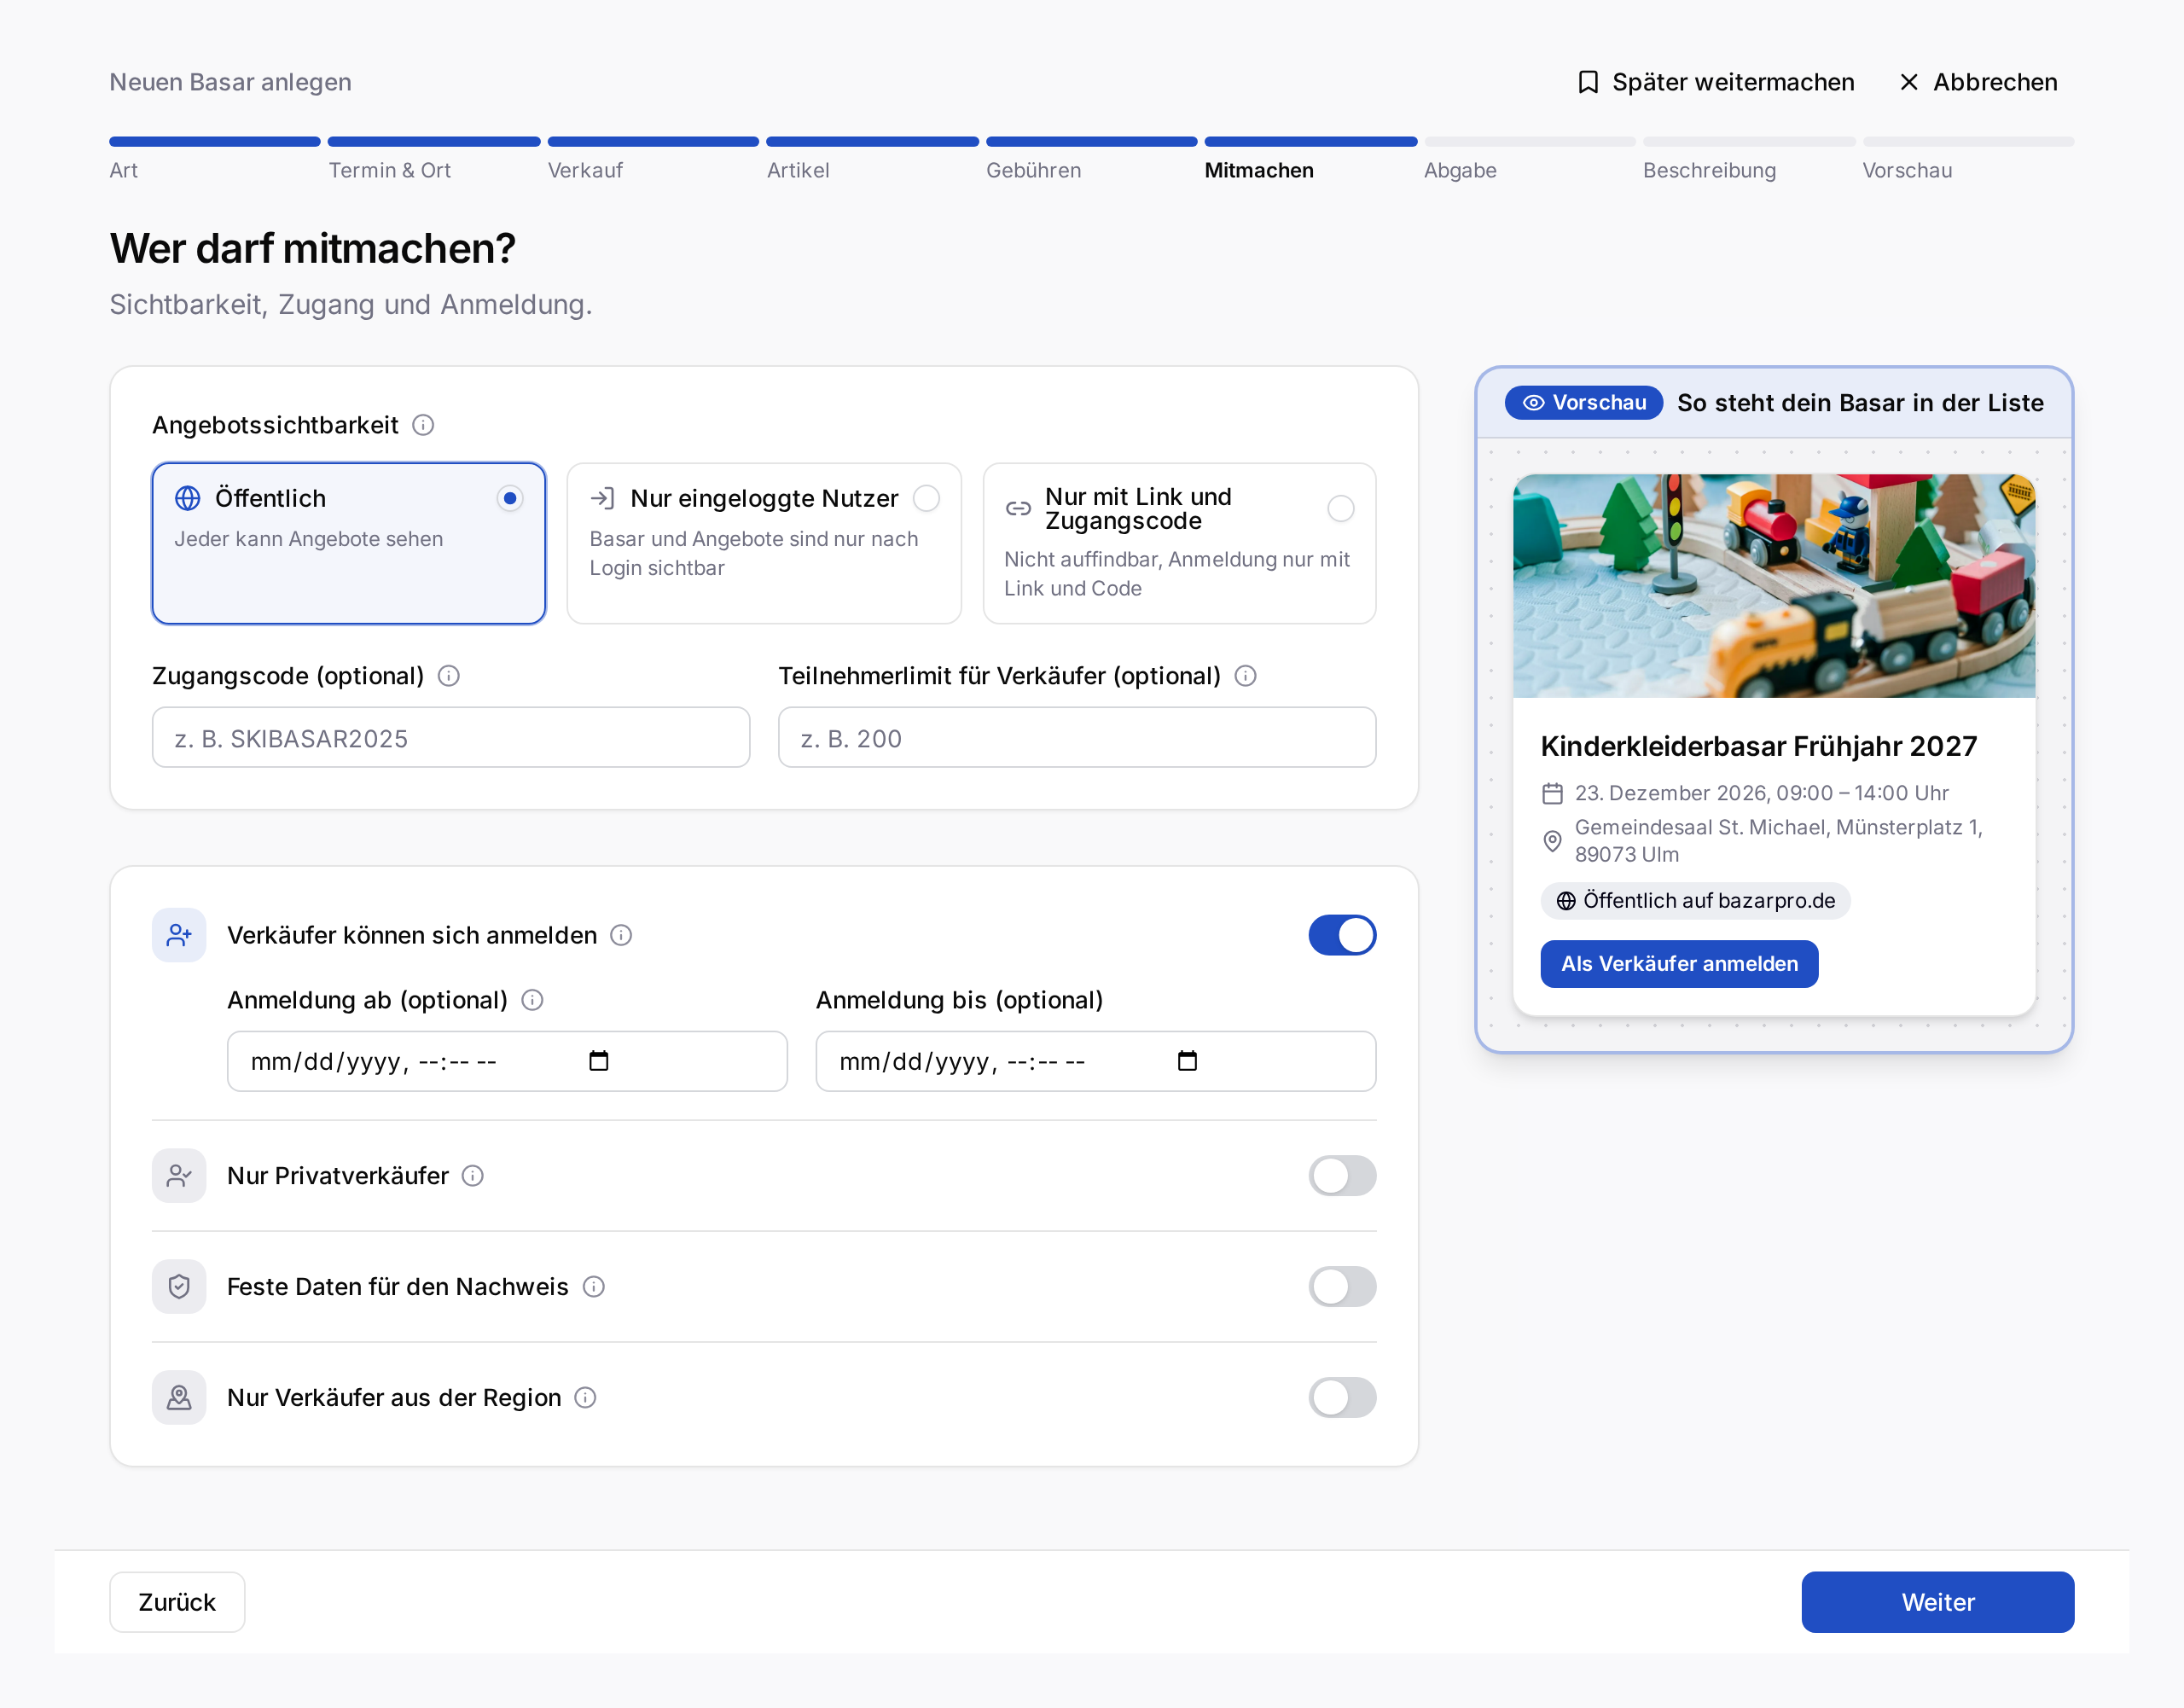 Neuen Basar anlegen
Später weitermachen
Abbrechen
Art
Termin & Ort
Verkauf
Artikel
Gebühren
Mitmachen
Abgabe
Beschreibung
Vorschau
Wer darf mitmachen?
Sichtbarkeit, Zugang und Anmeldung.
Angebotssichtbarkeit
Öffentlich
Jeder kann Angebote sehen
Nur eingeloggte Nutzer
Basar und Angebote sind nur nach
Login sichtbar
Nur mit Link und
Zugangscode
Nicht auffindbar, Anmeldung nur mit
Link und Code
Zugangscode (optional)
z. B. SKIBASAR2025
Teilnehmerlimit für Verkäufer (optional)
z. B. 200
Verkäufer können sich anmelden
Anmeldung ab (optional)
mm/dd/yyyy, --:-- --
Anmeldung bis (optional)
mm/dd/yyyy, --:-- --
Nur Privatverkäufer
Feste Daten für den Nachweis
Nur Verkäufer aus der Region
Vorschau
So steht dein Basar in der Liste
Kinderkleiderbasar Frühjahr 2027
23. Dezember 2026, 09:00 – 14:00 Uhr
Gemeindesaal St. Michael, Münsterplatz 1,
89073 Ulm
Öffentlich auf bazarpro.de
Als Verkäufer anmelden
Zurück
Weiter